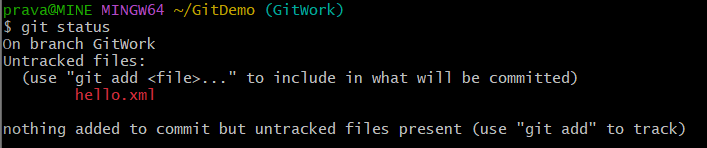 prava@MINE MINGW64 ~/GitDemo (GitWork)
$ git status
On branch GitWork
Untracked files:
  (use "git add <file>..." to include in what will be committed)
        hello.xml

nothing added to commit but untracked files present (use "git add" to track)